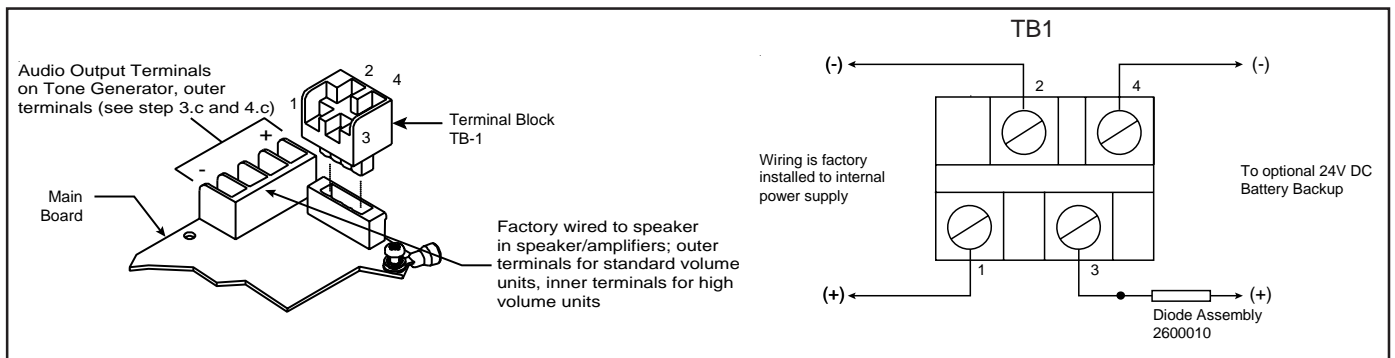 Audio Output Terminals
on Tone Generator, outer
terminals (see step 3.c and 4.c)
+
-
Main
Board
1
2
4
3
Terminal Block
TB-1
Factory wired to speaker
in speaker/amplifiers; outer
terminals for standard volume
units, inner terminals for high
volume units
TB1
(-)
(-)
2
4
Wiring is factory
installed to internal
power supply
To optional 24V DC
Battery Backup
1
3
(+)
(+)
Diode Assembly
2600010